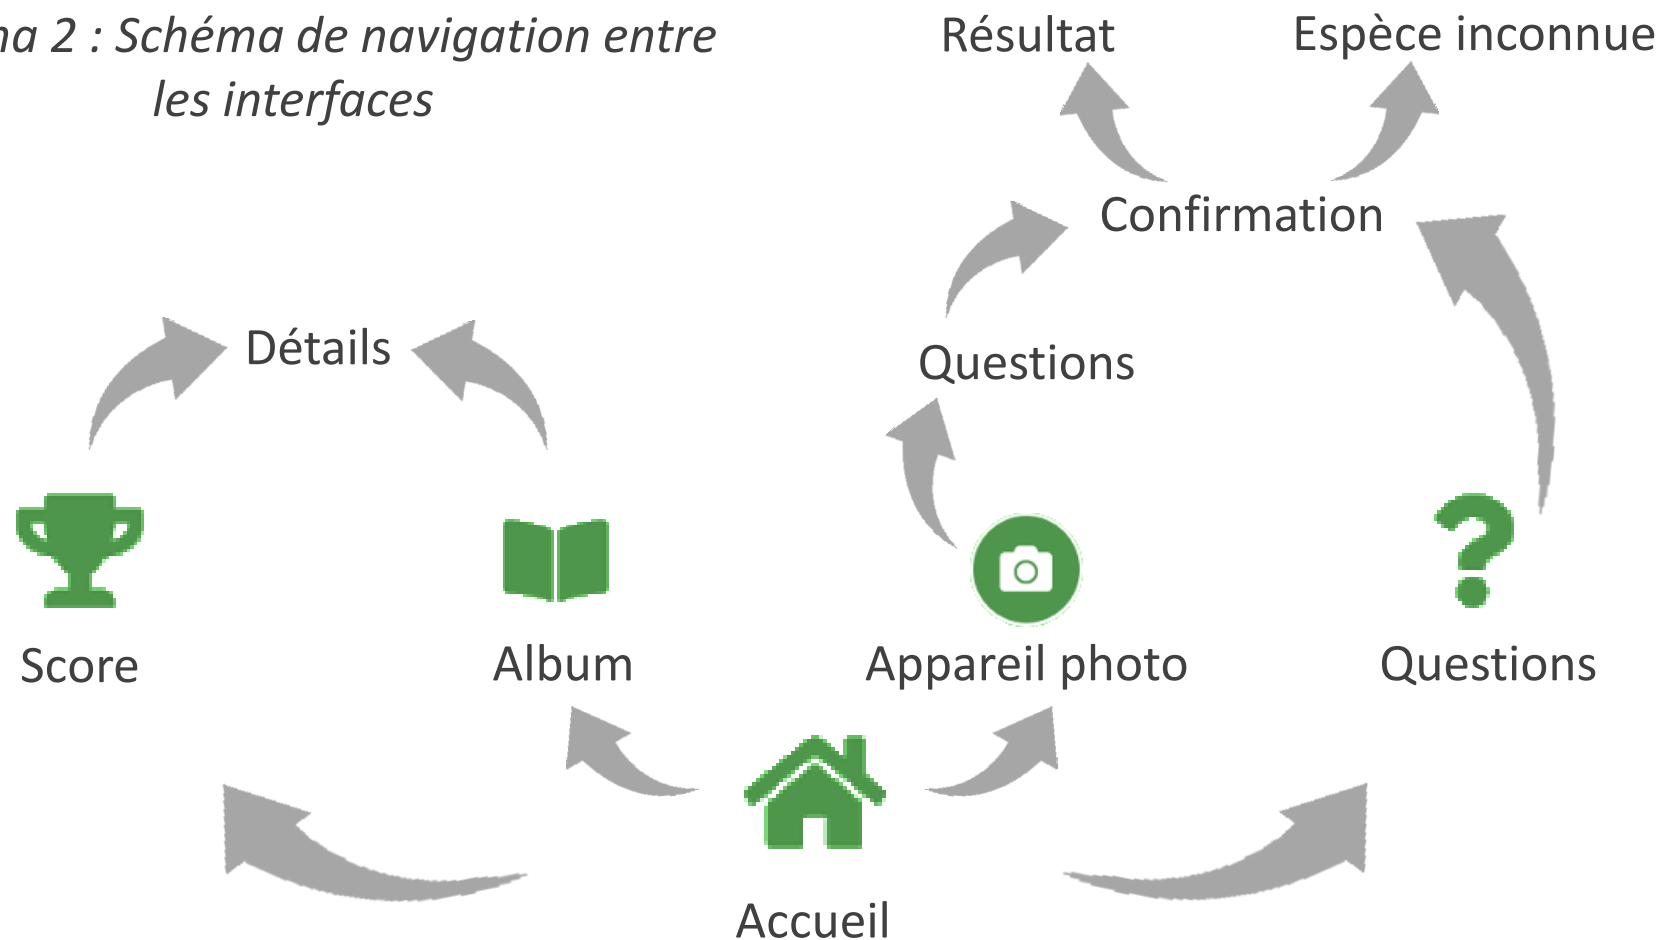 2 : Schéma de navigation entre
les interfaces
Résultat
Espèce inconnue
Confirmation
Détails
Questions
Score
Album
Appareil photo
Questions
Accueil